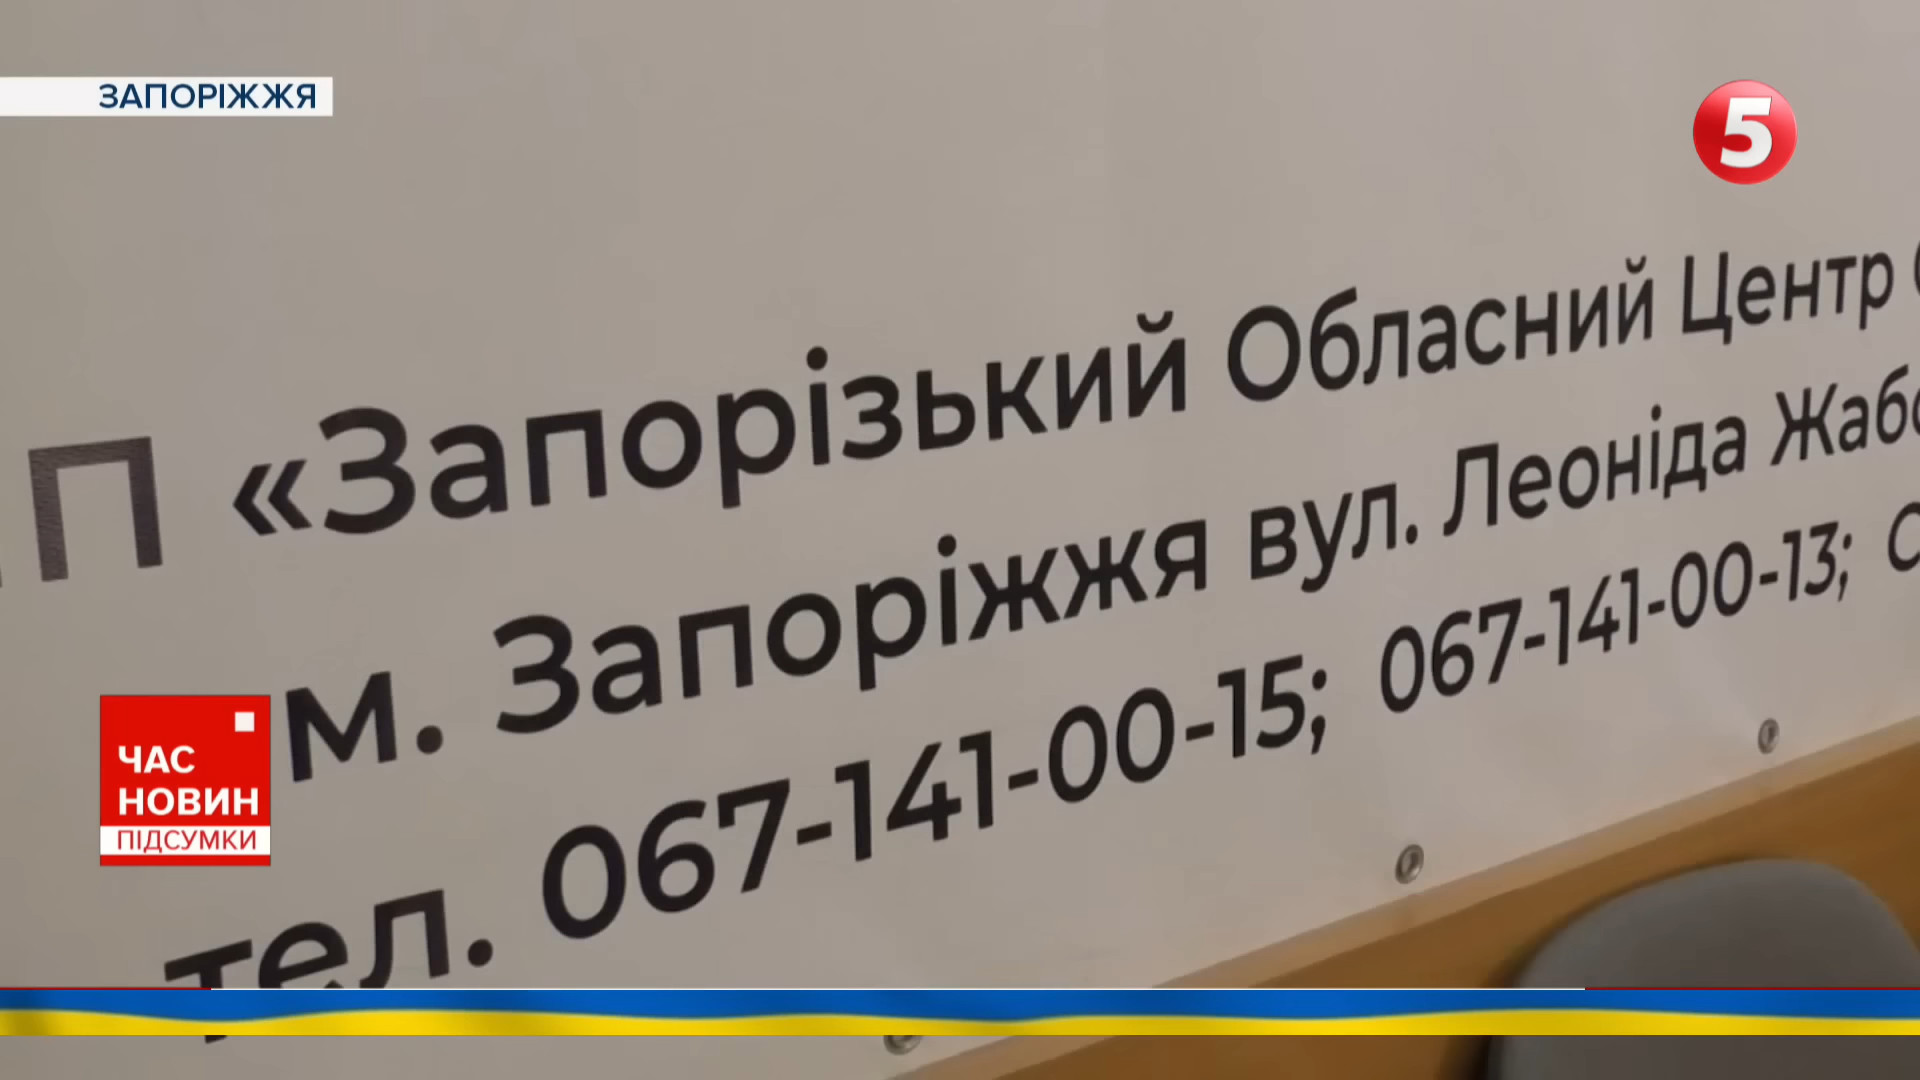 ЗАПОРІЖЖЯ
5
П «Запорізький Обласний Центр
м. Запоріжжя вул. Леоніда
тел. 067-141-00-15; 067-141-00-13;
ЧАС
НОВИН
ПІДСУМКИ